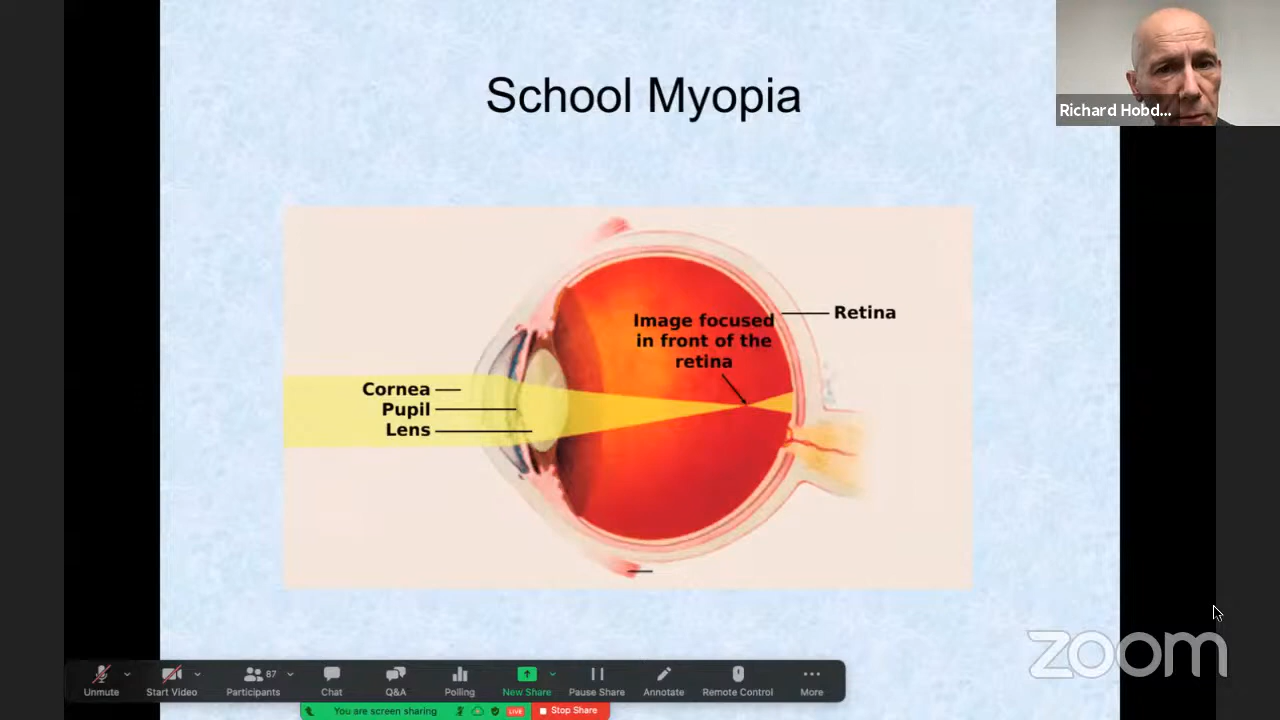 School Myopia
Richard Hobd...
Image focused
in front of the
retina
Retina
Cornea
Pupil
Lens
zoom
87
Unmute
Start Video
Participants
Chat
Q&A
Polling
New Share
Pause Share
Annotate
Remote Control
More
You are screen sharing
LIVE
Stop Share